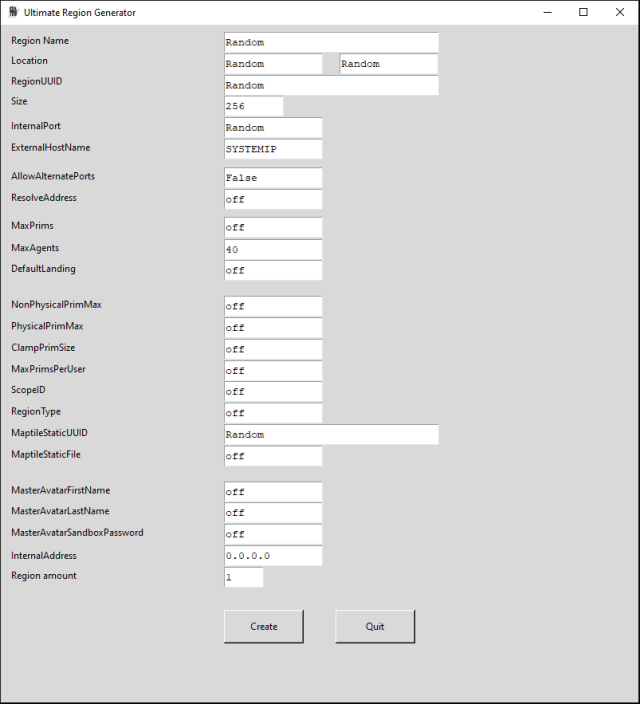 Ultimate Region Generator
Region Name Random
Location Random Random
RegionUUID Random
Size 256
InternalPort Random
ExternalHostName SYSTEMIP
AllowAlternatePorts False
ResolveAddress off
MaxPrims off
MaxAgents 40
DefaultLanding off
NonPhysicalPrimMax off
PhysicalPrimMax off
ClampPrimSize off
MaxPrimsPerUser off
ScopeID off
RegionType off
MaptileStaticUUID Random
MaptileStaticFile off
MasterAvatarFirstName off
MasterAvatarLastName off
MasterAvatarSandboxPassword off
InternalAddress 0.0.0.0
Region amount 1
Create Quit